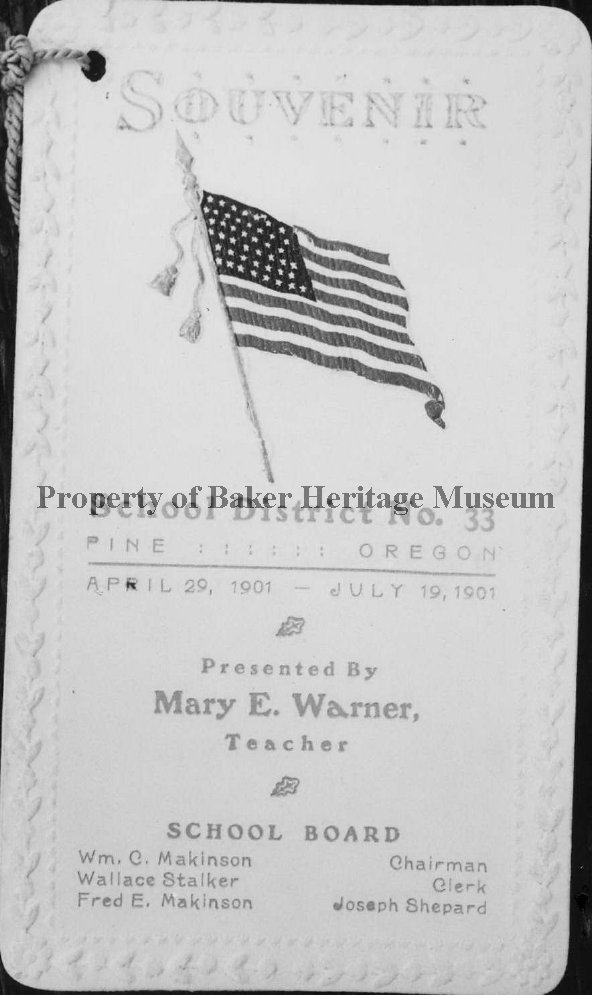 SOUVENIR
Property of Baker Heritage Museum
School District No. 33
PINE : : : : : : OREGON
APRIL 29, 1901 — JULY 19, 1901
Presented By
Mary E. Warner,
Teacher
SCHOOL BOARD
Wm. C. Makinson Chairman
Wallace Stalker Clerk
Fred E. Makinson Joseph Shepard